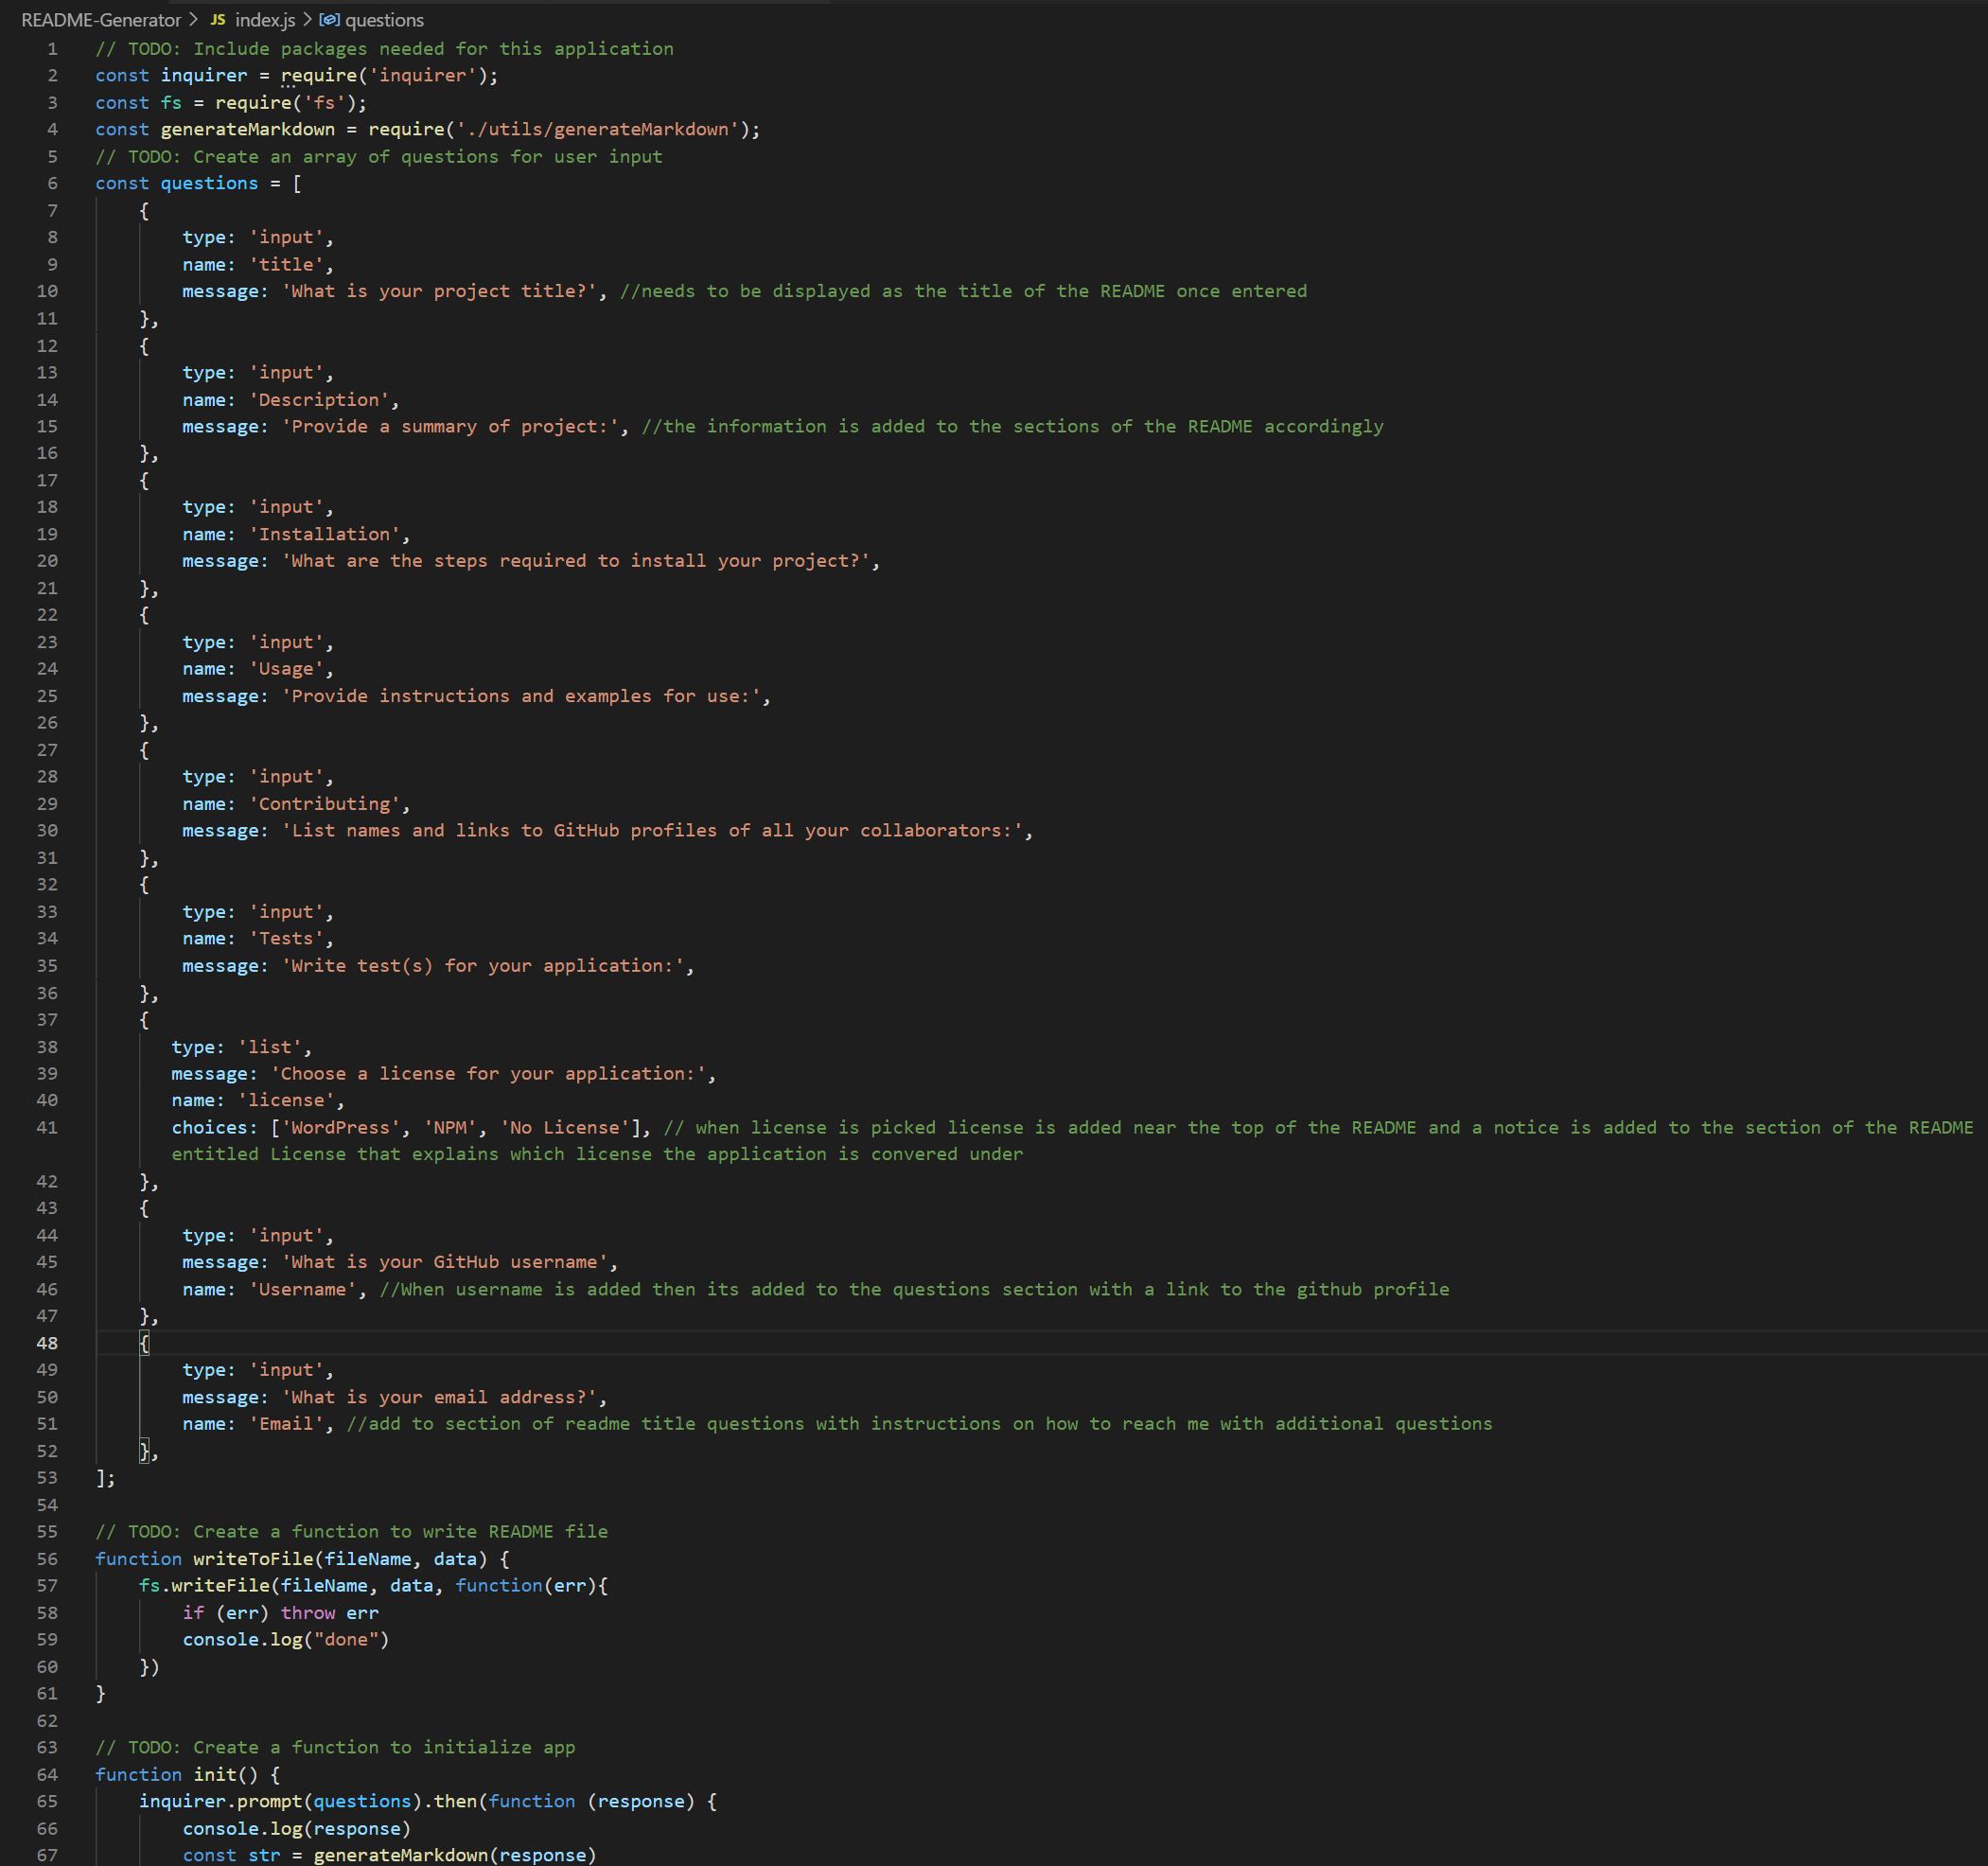 README-Generator > JS index.js > questions
1 // TODO: Include packages needed for this application
2 const inquirer = require('inquirer');
3 const fs = require('fs');
4 const generateMarkdown = require('./utils/generateMarkdown');
5 // TODO: Create an array of questions for user input
6 const questions = [
7     {
8         type: 'input',
9         name: 'title',
10         message: 'What is your project title?', //needs to be displayed as the title of the README once entered
11     },
12     {
13         type: 'input',
14         name: 'Description',
15         message: 'Provide a summary of project:', //the information is added to the sections of the README accordingly
16     },
17     {
18         type: 'input',
19         name: 'Installation',
20         message: 'What are the steps required to install your project?',
21     },
22     {
23         type: 'input',
24         name: 'Usage',
25         message: 'Provide instructions and examples for use:',
26     },
27     {
28         type: 'input',
29         name: 'Contributing',
30         message: 'List names and links to GitHub profiles of all your collaborators:',
31     },
32     {
33         type: 'input',
34         name: 'Tests',
35         message: 'Write test(s) for your application:',
36     },
37     {
38        type: 'list',
39        message: 'Choose a license for your application:',
40        name: 'license',
41        choices: ['WordPress', 'NPM', 'No License'], // when license is picked license is added near the top of the README and a notice is added to the section of the README
entitled License that explains which license the application is convered under
42     },
43     {
44         type: 'input',
45         message: 'What is your GitHub username',
46         name: 'Username', //When username is added then its added to the questions section with a link to the github profile
47     },
48     {
49         type: 'input',
50         message: 'What is your email address?',
51         name: 'Email', //add to section of readme title questions with instructions on how to reach me with additional questions
52     },
53 ];
54
55 // TODO: Create a function to write README file
56 function writeToFile(fileName, data) {
57     fs.writeFile(fileName, data, function(err){
58         if (err) throw err
59         console.log("done")
60     })
61 }
62
63 // TODO: Create a function to initialize app
64 function init() {
65     inquirer.prompt(questions).then(function (response) {
66         console.log(response)
67         const str = generateMarkdown(response)